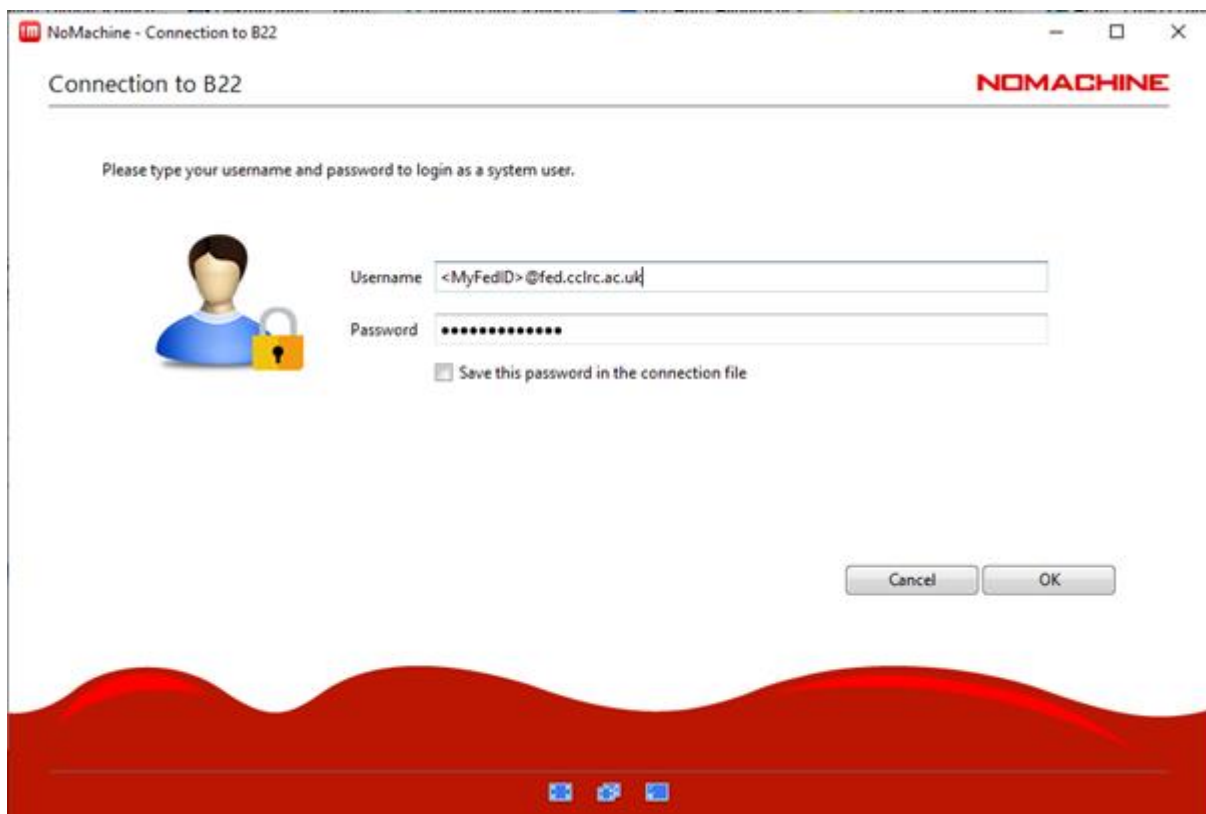 NoMachine - Connection to B22
Connection to B22
NOMACHINE
Please type your username and password to login as a system user.
Username <MyFedID>@fed.cclrc.ac.uk
Password •••••••••••••
Save this password in the connection file
Cancel OK